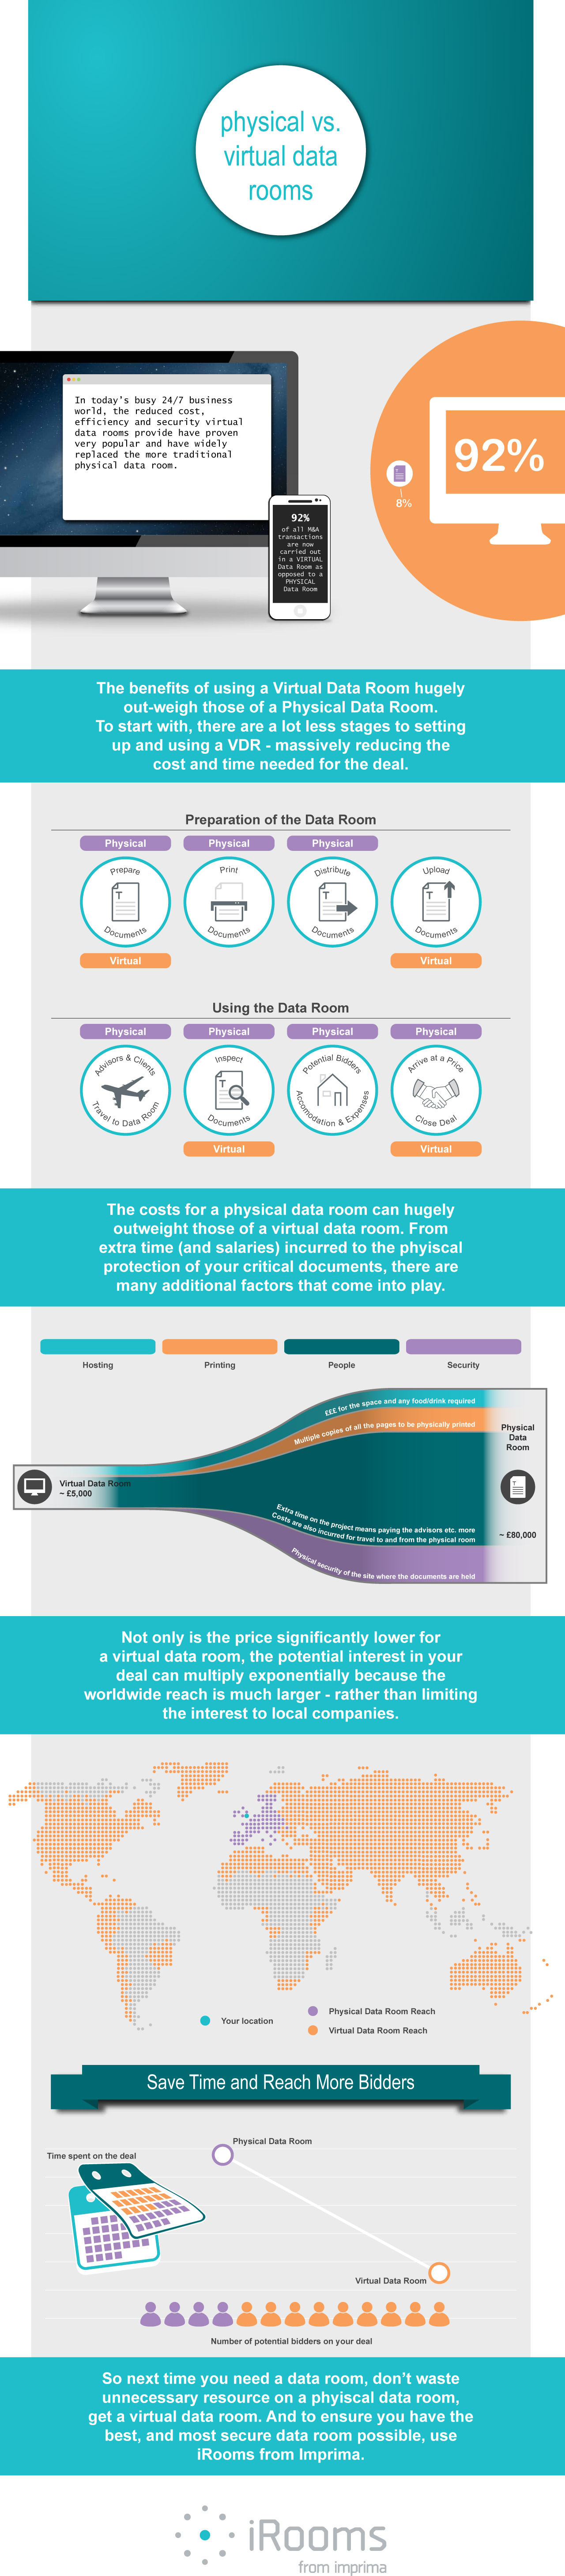 physical vs.
virtual data
rooms
In today's busy 24/7 business
world, the reduced cost,
efficiency and security virtual
data rooms provide have proven
very popular and have widely
replaced the more traditional
physical data room.
92%
of all M&A
transactions
are now
carried out
in a VIRTUAL
Data Room as
opposed to a
PHYSICAL
Data Room
92%
8%
The benefits of using a Virtual Data Room hugely
out-weigh those of a Physical Data Room.
To start with, there are a lot less stages to setting
up and using a VDR - massively reducing the
cost and time needed for the deal.
Preparation of the Data Room
Physical
Physical
Physical
Prepare
T
Documents
Print
Documents
Distribute
T
Documents
Upload
T
Documents
Virtual
Virtual
Using the Data Room
Physical
Physical
Physical
Physical
Advisors & Clients
Travel to Data Room
Inspect
T
Documents
Potential Bidders
Accomodation & Expenses
Arrive at a Price
Close Deal
Virtual
Virtual
The costs for a physical data room can hugely
outweight those of a virtual data room. From
extra time (and salaries) incurred to the phyiscal
protection of your critical documents, there are
many additional factors that come into play.
Hosting
Printing
People
Security
£££ for the space and any food/drink required
Multiple copies of all the pages to be physically printed
Physical
Data
Room
T
Virtual Data Room
~ £5,000
Extra time on the project means paying the advisors etc. more
Costs are also incurred for travel to and from the physical room
~ £80,000
Physical security of the site where the documents are held
Not only is the price significantly lower for
a virtual data room, the potential interest in your
deal can multiply exponentially because the
worldwide reach is much larger - rather than limiting
the interest to local companies.
Your location
Physical Data Room Reach
Virtual Data Room Reach
Save Time and Reach More Bidders
Physical Data Room
Time spent on the deal
Virtual Data Room
Number of potential bidders on your deal
So next time you need a data room, don't waste
unnecessary resource on a phyiscal data room,
get a virtual data room. And to ensure you have the
best, and most secure data room possible, use
iRooms from Imprima.
iRooms
from imprima